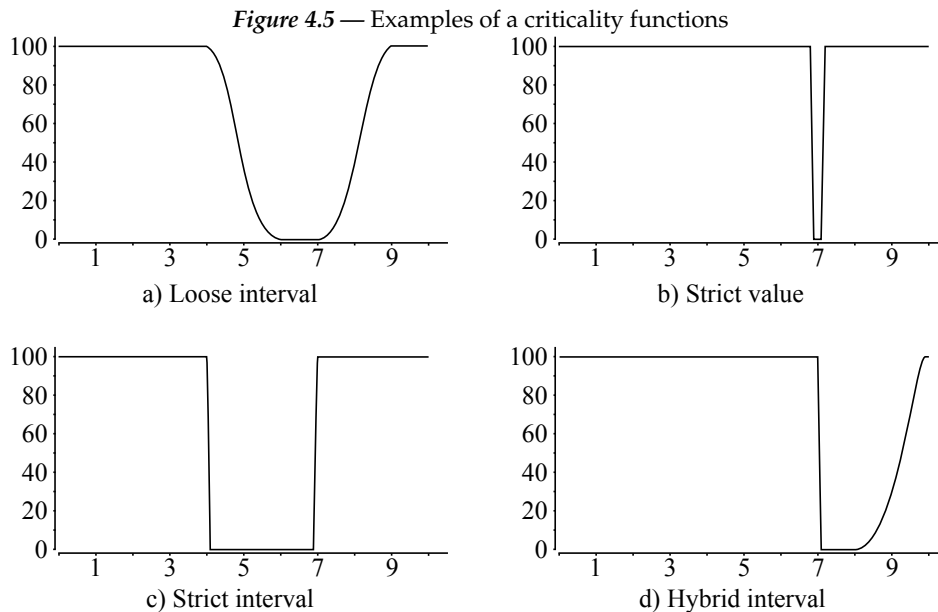 Figure 4.5 — Examples of a criticality functions
100
80
60
40
20
0
1 3 5 7 9
a) Loose interval
100
80
60
40
20
0
1 3 5 7 9
b) Strict value
100
80
60
40
20
0
1 3 5 7 9
c) Strict interval
100
80
60
40
20
0
1 3 5 7 9
d) Hybrid interval